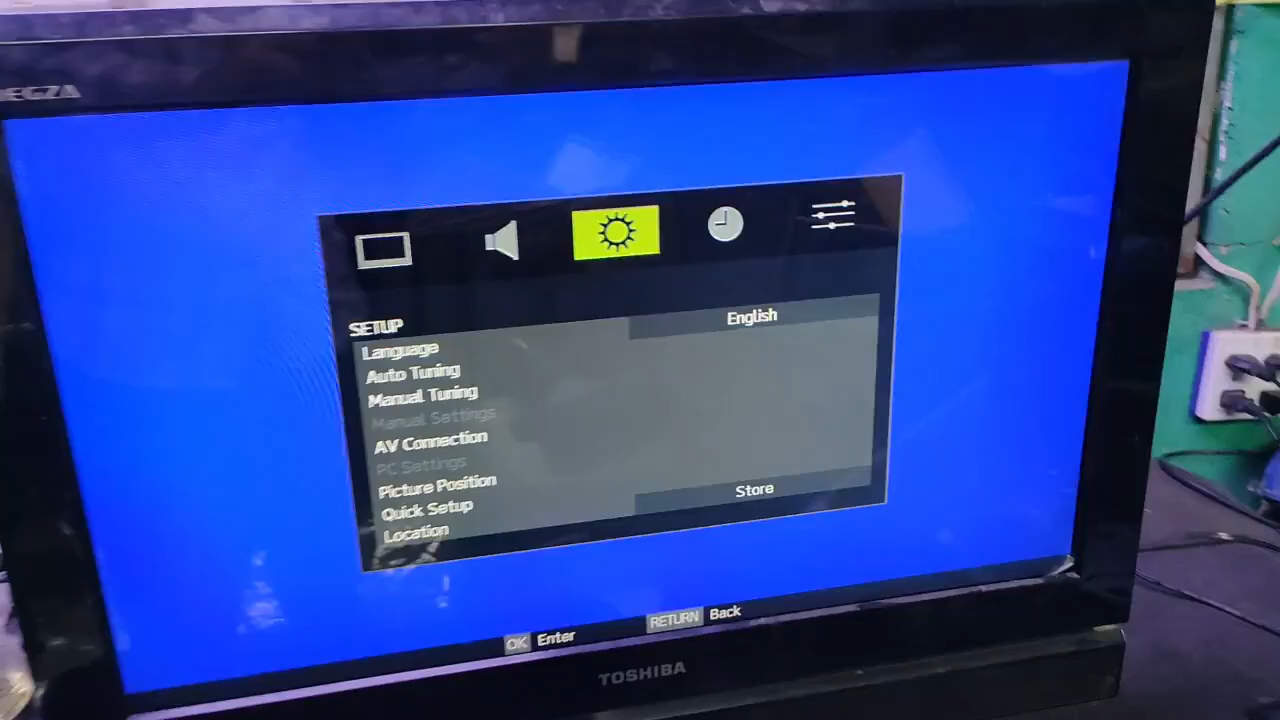 EGZA
SETUP
Language English
Auto Tuning
Manual Tuning
Manual Settings
AV Connection
PC Settings
Picture Position
Quick Setup
Location Store
OK Enter RETURN Back
TOSHIBA